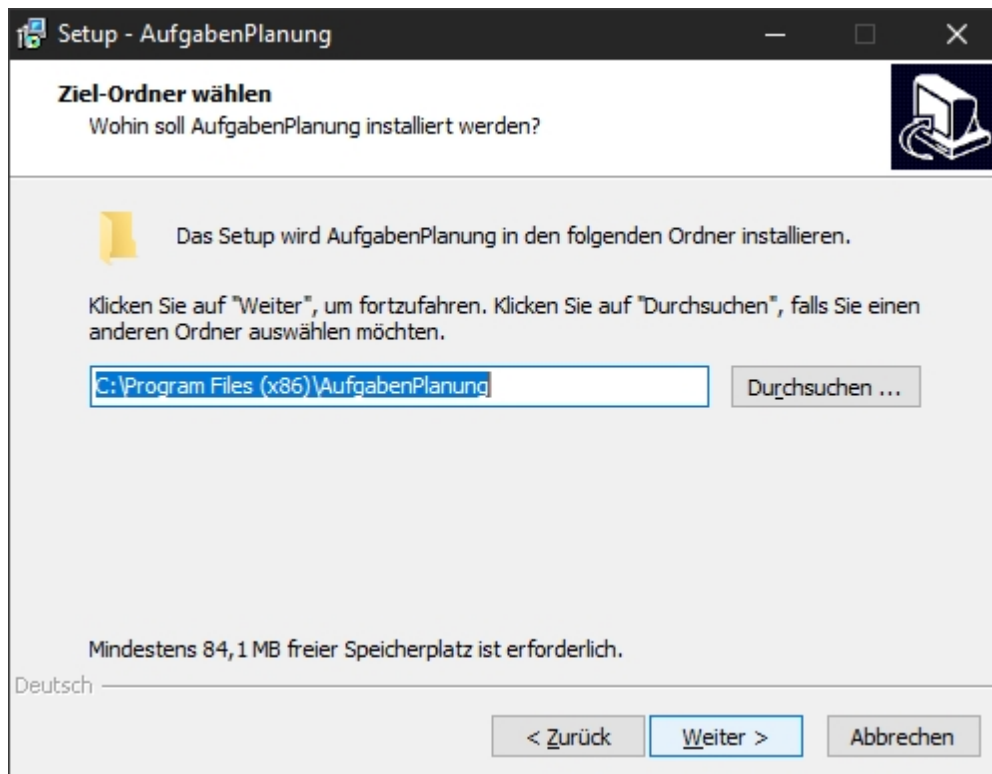 Setup - AufgabenPlanung
Ziel-Ordner wählen
Wohin soll AufgabenPlanung installiert werden?
Das Setup wird AufgabenPlanung in den folgenden Ordner installieren.
Klicken Sie auf "Weiter", um fortzufahren. Klicken Sie auf "Durchsuchen", falls Sie einen
anderen Ordner auswählen möchten.
C:\Program Files (x86)\AufgabenPlanung
Durchsuchen ...
Mindestens 84,1 MB freier Speicherplatz ist erforderlich.
Deutsch
< Zurück
Weiter >
Abbrechen